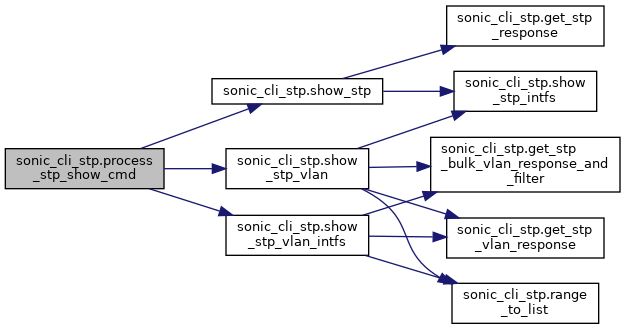 sonic_cli_stp.process
_stp_show_cmd
sonic_cli_stp.show_stp
sonic_cli_stp.show
_stp_vlan
sonic_cli_stp.show
_stp_vlan_intfs
sonic_cli_stp.get_stp
_response
sonic_cli_stp.show
_stp_intfs
sonic_cli_stp.get_stp
_bulk_vlan_response_and
_filter
sonic_cli_stp.get_stp
_vlan_response
sonic_cli_stp.range
_to_list